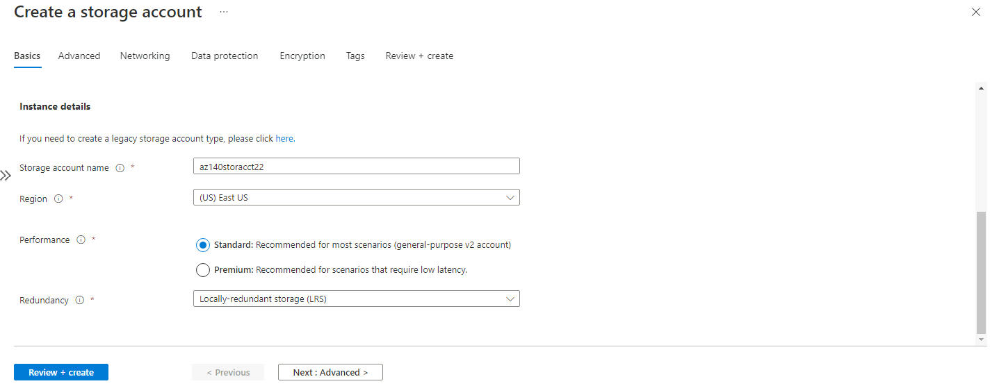 Create a storage account ...
Basics Advanced Networking Data protection Encryption Tags Review + create
Instance details
If you need to create a legacy storage account type, please click here.
Storage account name * az140storacct22
Region * (US) East US
Performance * Standard: Recommended for most scenarios (general-purpose v2 account)
Premium: Recommended for scenarios that require low latency.
Redundancy * Locally-redundant storage (LRS)
Review + create < Previous Next : Advanced >